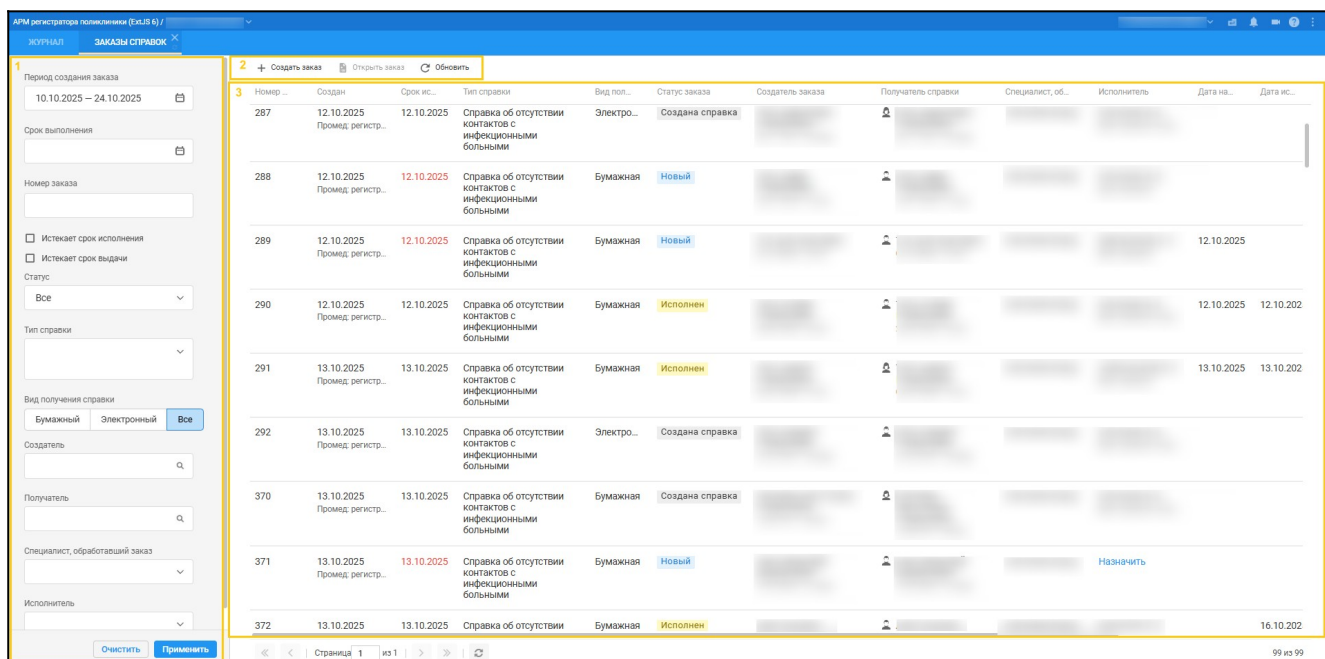 АРМ регистратора поликлиники (ExtJS 6) /
ЖУРНАЛ
ЗАКАЗЫ СПРАВОК
1
Период создания заказа
10.10.2025 — 24.10.2025
Срок выполнения
Номер заказа
Истекает срок исполнения
Истекает срок выдачи
Статус
Все
Тип справки
Вид получения справки
Бумажный Электронный Все
Создатель
Получатель
Специалист, обработавший заказ
Исполнитель
Очистить Применить
2 Создать заказ Открыть заказ Обновить
3 Номер ... Создан Срок ис... Тип справки Вид пол... Статус заказа Создатель заказа Получатель справки Специалист, об... Исполнитель Дата на... Дата ис...
287 12.10.2025 12.10.2025 Справка об отсутствии Электро... Создана справка
Промед: регистр... контактов с
инфекционными
больными
288 12.10.2025 12.10.2025 Справка об отсутствии Бумажная Новый
Промед: регистр... контактов с
инфекционными
больными
289 12.10.2025 12.10.2025 Справка об отсутствии Бумажная Новый 12.10.2025
Промед: регистр... контактов с
инфекционными
больными
290 12.10.2025 12.10.2025 Справка об отсутствии Бумажная Исполнен 12.10.2025 12.10.202
Промед: регистр... контактов с
инфекционными
больными
291 13.10.2025 13.10.2025 Справка об отсутствии Бумажная Исполнен 13.10.2025 13.10.202
Промед: регистр... контактов с
инфекционными
больными
292 13.10.2025 13.10.2025 Справка об отсутствии Электро... Создана справка
Промед: регистр... контактов с
инфекционными
больными
370 13.10.2025 13.10.2025 Справка об отсутствии Бумажная Создана справка
Промед: регистр... контактов с
инфекционными
больными
371 13.10.2025 13.10.2025 Справка об отсутствии Бумажная Новый Назначить
Промед: регистр... контактов с
инфекционными
больными
372 13.10.2025 13.10.2025 Справка об отсутствии Бумажная Исполнен 16.10.202
Страница 1 из 1
99 из 99